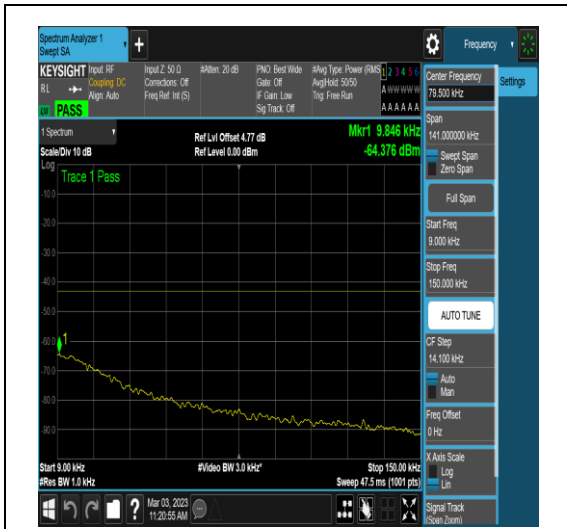 Spectrum Analyzer 1
Swept SA
Frequency
KEYSIGHT
RL
PASS
Input: RF
Coupling: DC
Align: Auto
Input Z: 50 Ω
Corrections: Off
Freq Ref: Int (S)
#Atten: 20 dB
PNO: Best Wide
Gate: Off
IF Gain: Low
Sig Track: Off
#Avg Type: Power (RMS)
Avg|Hold: 50/50
Trig: Free Run
1 2 3 4 5 6
A W W W W W
A A A A A A
1 Spectrum
Scale/Div 10 dB
Ref Lvl Offset 4.77 dB
Ref Level 0.00 dBm
Mkr1 9.846 kHz
-64.376 dBm
Log
Trace 1 Pass
-10.0
-20.0
-30.0
-40.0
-50.0
-60.0
-70.0
-80.0
-90.0
1
Start 9.00 kHz
#Res BW 1.0 kHz
#Video BW 3.0 kHz*
Stop 150.00 kHz
Sweep 47.5 ms (1001 pts)
Center Frequency
79.500 kHz
Settings
Span
141.000000 kHz
Swept Span
Zero Span
Full Span
Start Freq
9.000 kHz
Stop Freq
150.000 kHz
AUTO TUNE
CF Step
14.100 kHz
Auto
Man
Freq Offset
0 Hz
X Axis Scale
Log
Lin
Signal Track
(Span Zoom)
Mar 03, 2023
11:20:55 AM